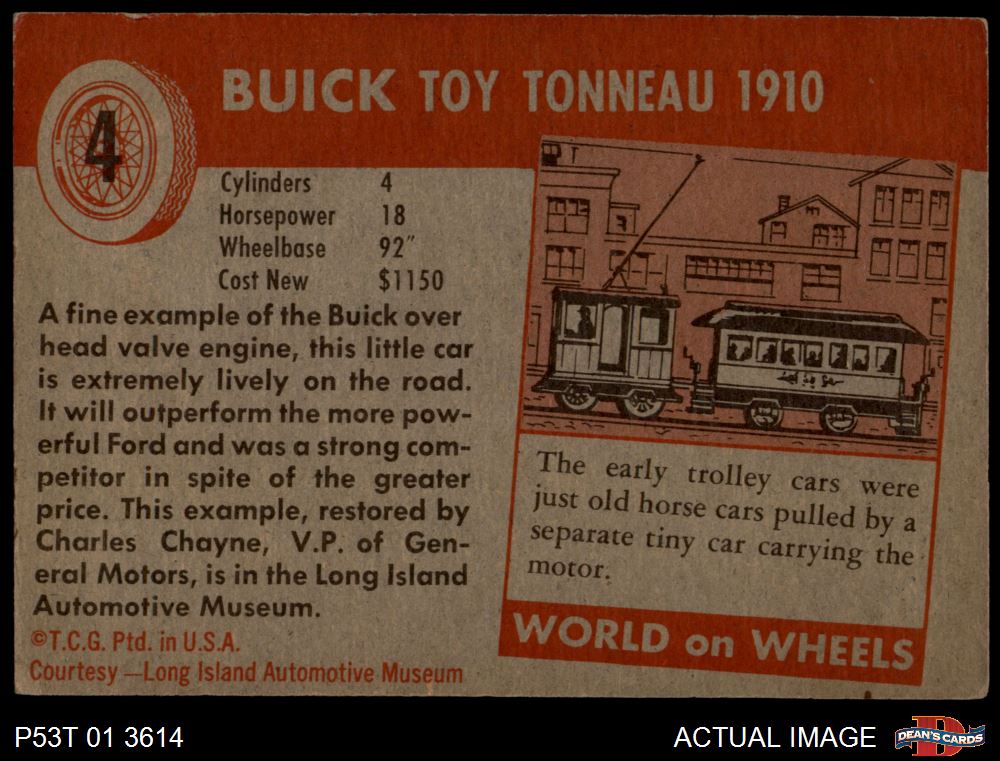 4
BUICK TOY TONNEAU 1910
Cylinders 4
Horsepower 18
Wheelbase 92"
Cost New $1150
A fine example of the Buick over
head valve engine, this little car
is extremely lively on the road.
It will outperform the more pow-
erful Ford and was a strong com-
petitor in spite of the greater
price. This example, restored by
Charles Chayne, V.P. of Gen-
eral Motors, is in the Long Island
Automotive Museum.
©T.C.G. Ptd. in U.S.A.
Courtesy—Long Island Automotive Museum
The early trolley cars were
just old horse cars pulled by a
separate tiny car carrying the
motor.
WORLD on WHEELS
P53T 01 3614
ACTUAL IMAGE
DEAN'S CARDS